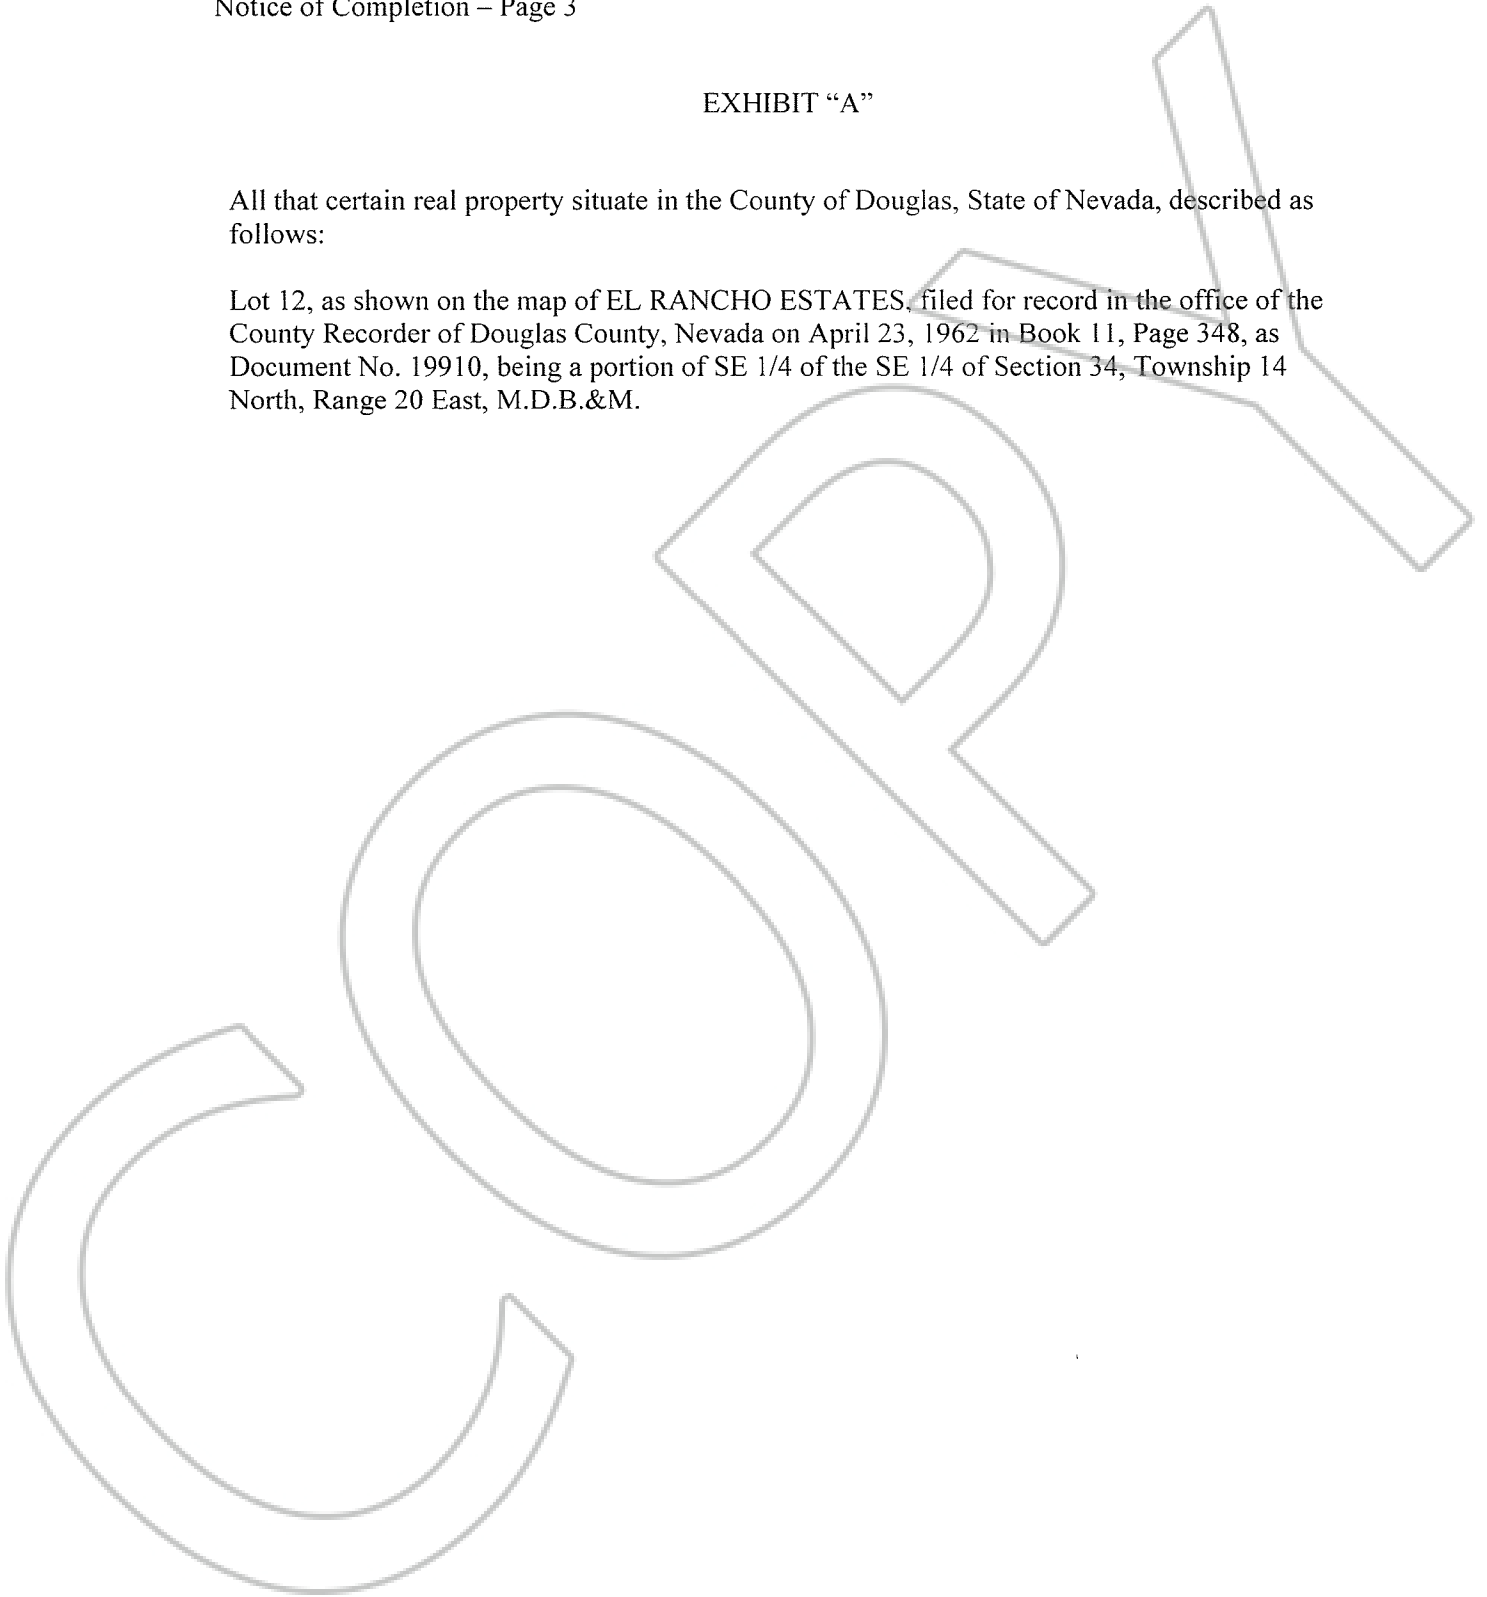 Notice of Completion – Page 3
EXHIBIT “A”
All that certain real property situate in the County of Douglas, State of Nevada, described as
follows:
Lot 12, as shown on the map of EL RANCHO ESTATES, filed for record in the office of the
County Recorder of Douglas County, Nevada on April 23, 1962 in Book 11, Page 348, as
Document No. 19910, being a portion of SE 1/4 of the SE 1/4 of Section 34, Township 14
North, Range 20 East, M.D.B.&M.
COPY